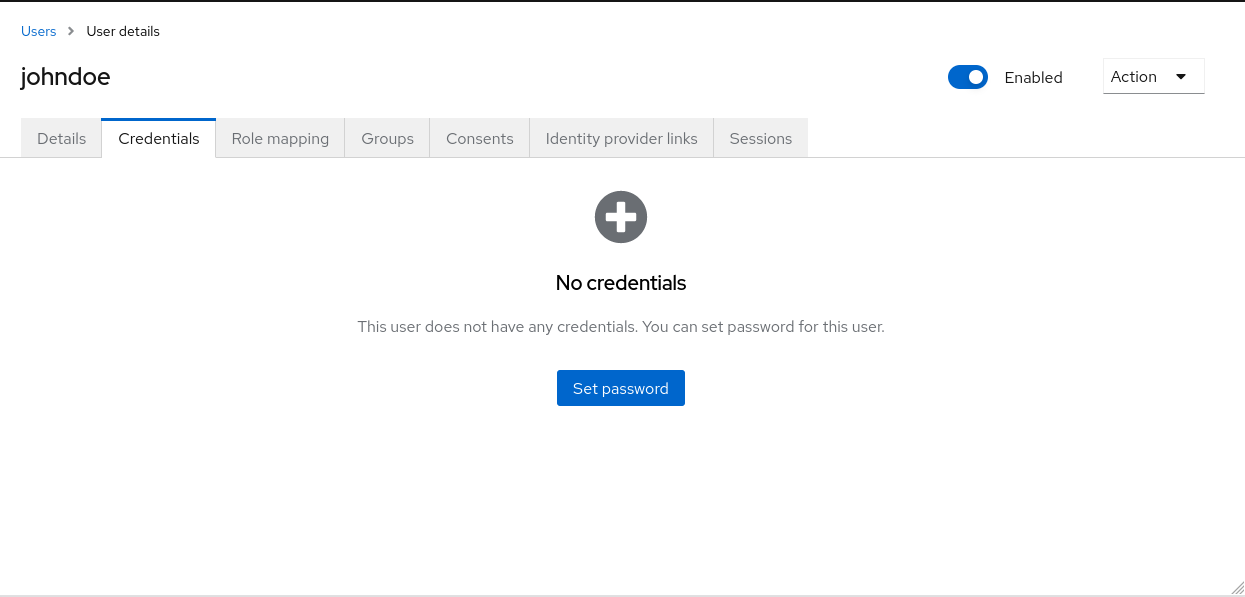 Users > User details
johndoe
Enabled
Action
Details Credentials Role mapping Groups Consents Identity provider links Sessions
No credentials
This user does not have any credentials. You can set password for this user.
Set password